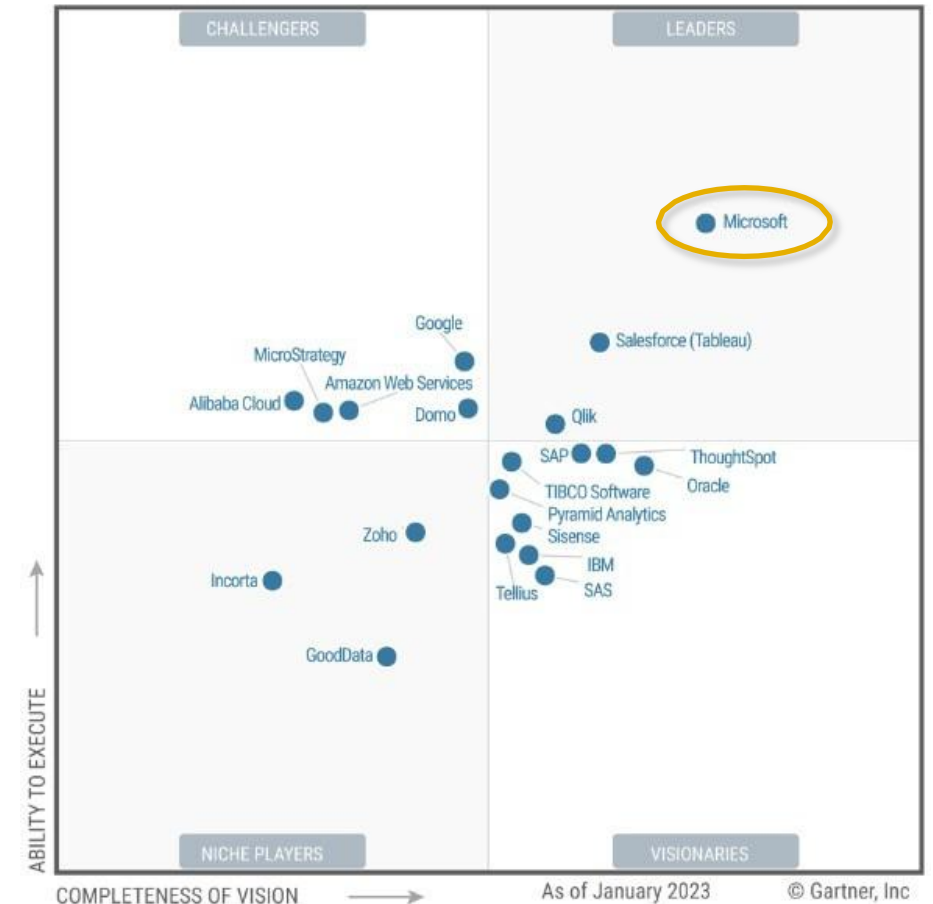 CHALLENGERS
LEADERS
Microsoft
Google
Salesforce (Tableau)
MicroStrategy
Amazon Web Services
Alibaba Cloud
Domo
Qlik
SAP
ThoughtSpot
Oracle
TIBCO Software
Pyramid Analytics
Zoho
Sisense
IBM
Incorta
Tellius
SAS
GoodData
ABILITY TO EXECUTE
NICHE PLAYERS
VISIONARIES
COMPLETENESS OF VISION
As of January 2023
© Gartner, Inc